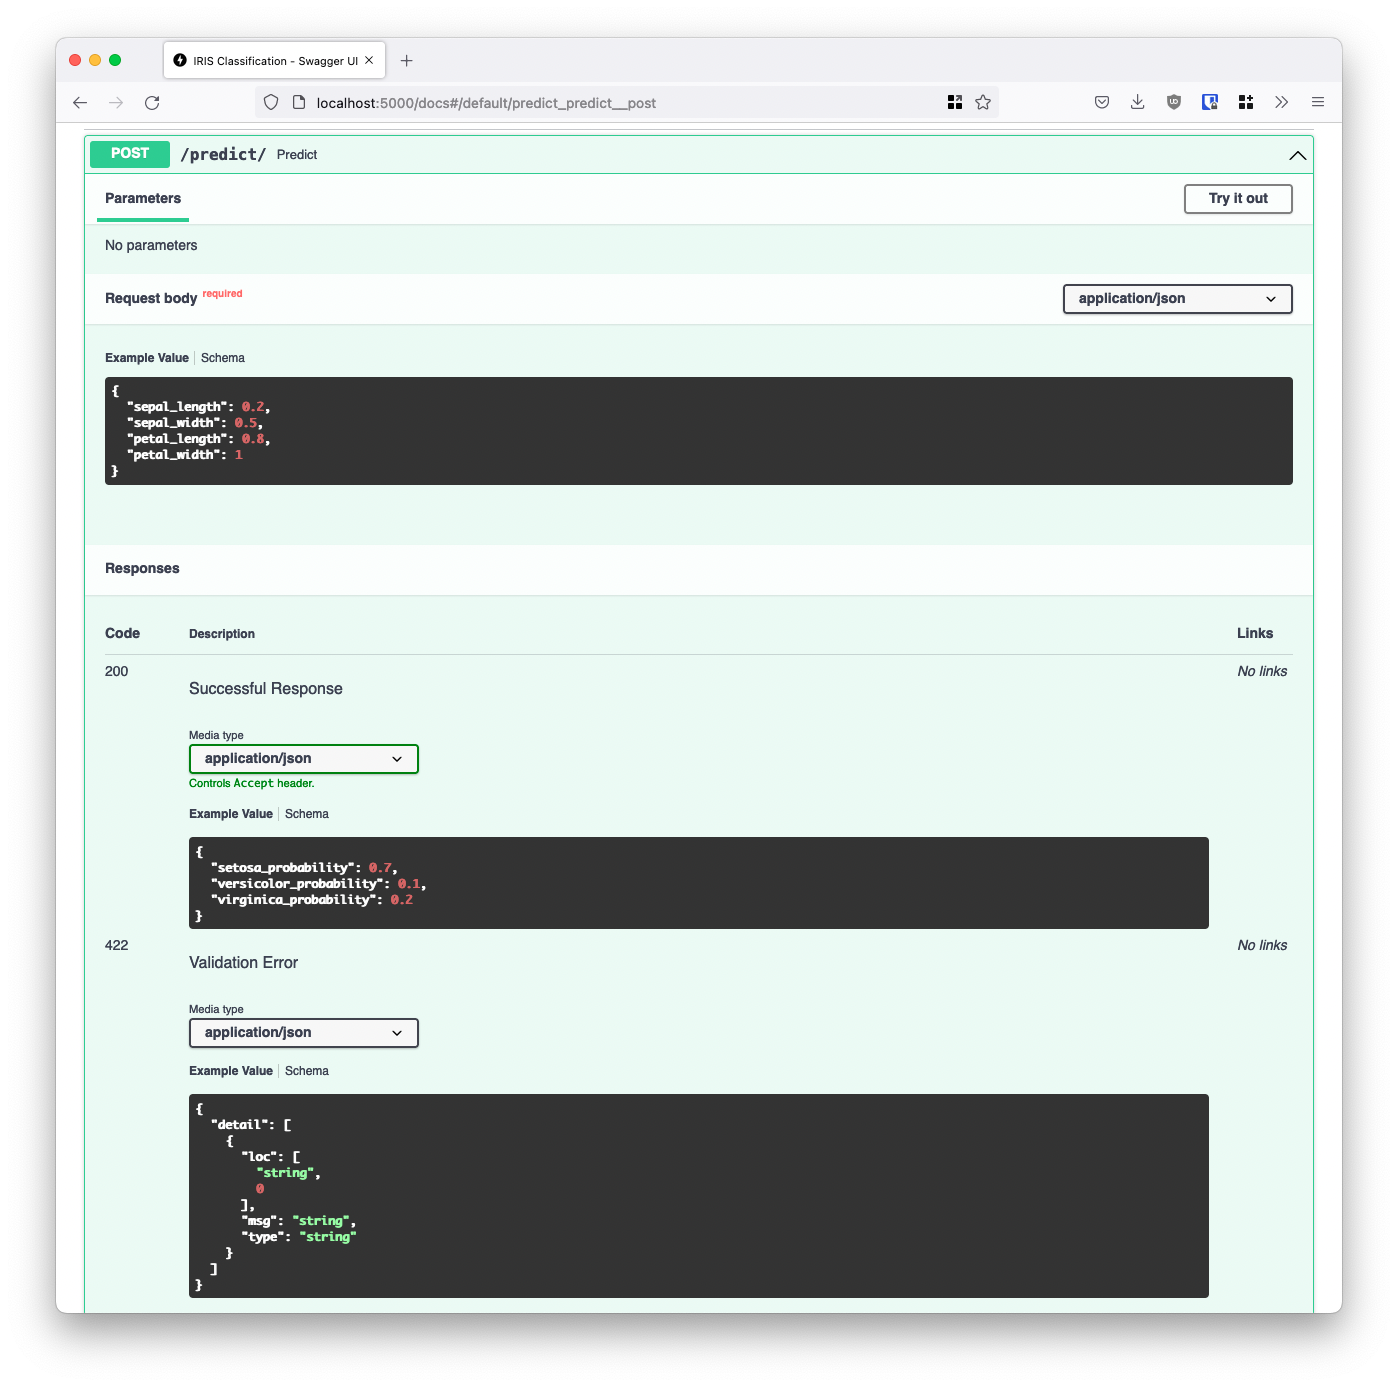 IRIS Classification - Swagger UI
localhost:5000/docs#/default/predict_predict__post
POST /predict/ Predict
Parameters
Try it out
No parameters
Request body required
application/json
Example Value Schema
{
  "sepal_length": 0.2,
  "sepal_width": 0.5,
  "petal_length": 0.8,
  "petal_width": 1
}
Responses
Code Description Links
200 No links
Successful Response
Media type
application/json
Controls Accept header.
Example Value Schema
{
  "setosa_probability": 0.7,
  "versicolor_probability": 0.1,
  "virginica_probability": 0.2
}
422 No links
Validation Error
Media type
application/json
Example Value Schema
{
  "detail": [
    {
      "loc": [
        "string",
        0
      ],
      "msg": "string",
      "type": "string"
    }
  ]
}